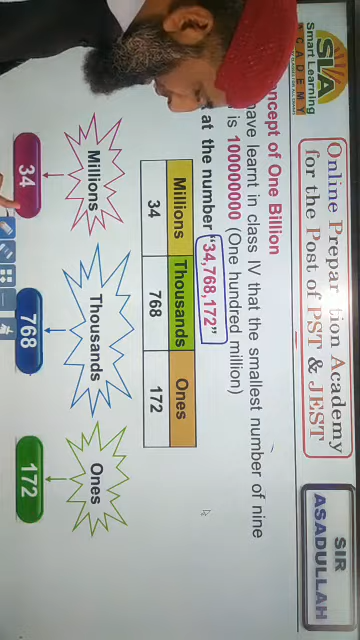 SLA
Smart Learning
ACADEMY
Online Preparation Academy
for the Post of PST & JEST
SIR
ASADULLAH
ncept of One Billion
ave learnt in class IV that the smallest number of nine
is 100000000 (One hundred million)
at the number "34,768,172"
Millions Thousands Ones
34 768 172
Millions Thousands Ones
34 768 172